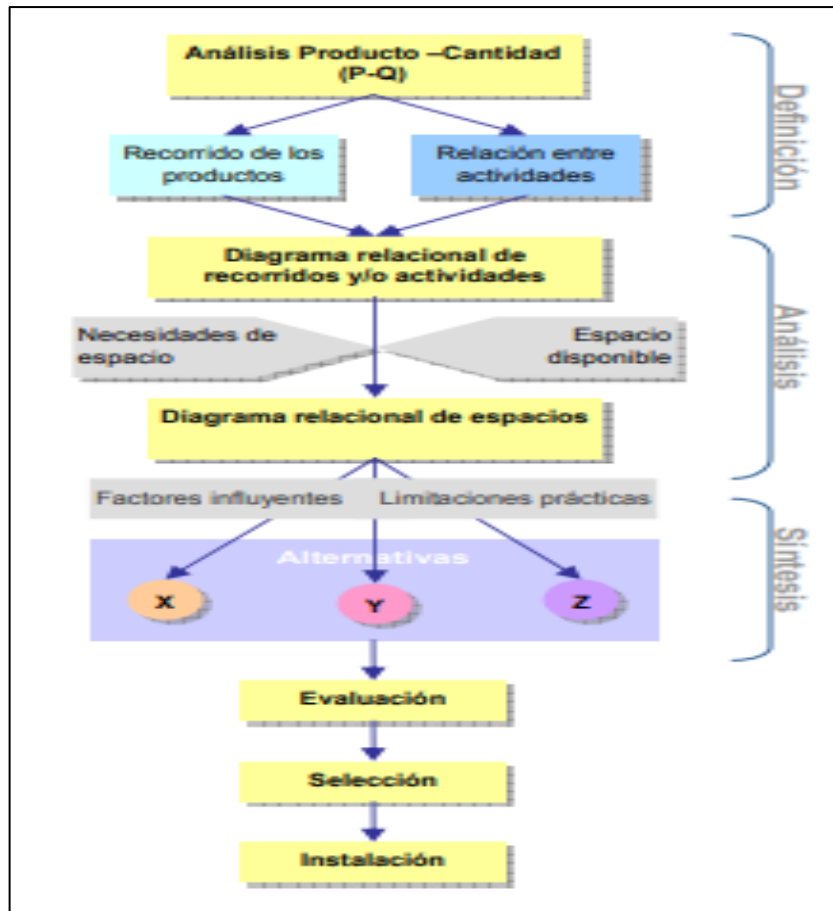 Análisis Producto –Cantidad
(P-Q)
Definición
Recorrido de los
productos
Relación entre
actividades
Diagrama relacional de
recorridos y/o actividades
Análisis
Necesidades de
espacio
Espacio
disponible
Diagrama relacional de espacios
Factores influyentes
Limitaciones prácticas
Síntesis
Alternativas
X
Y
Z
Evaluación
Selección
Instalación